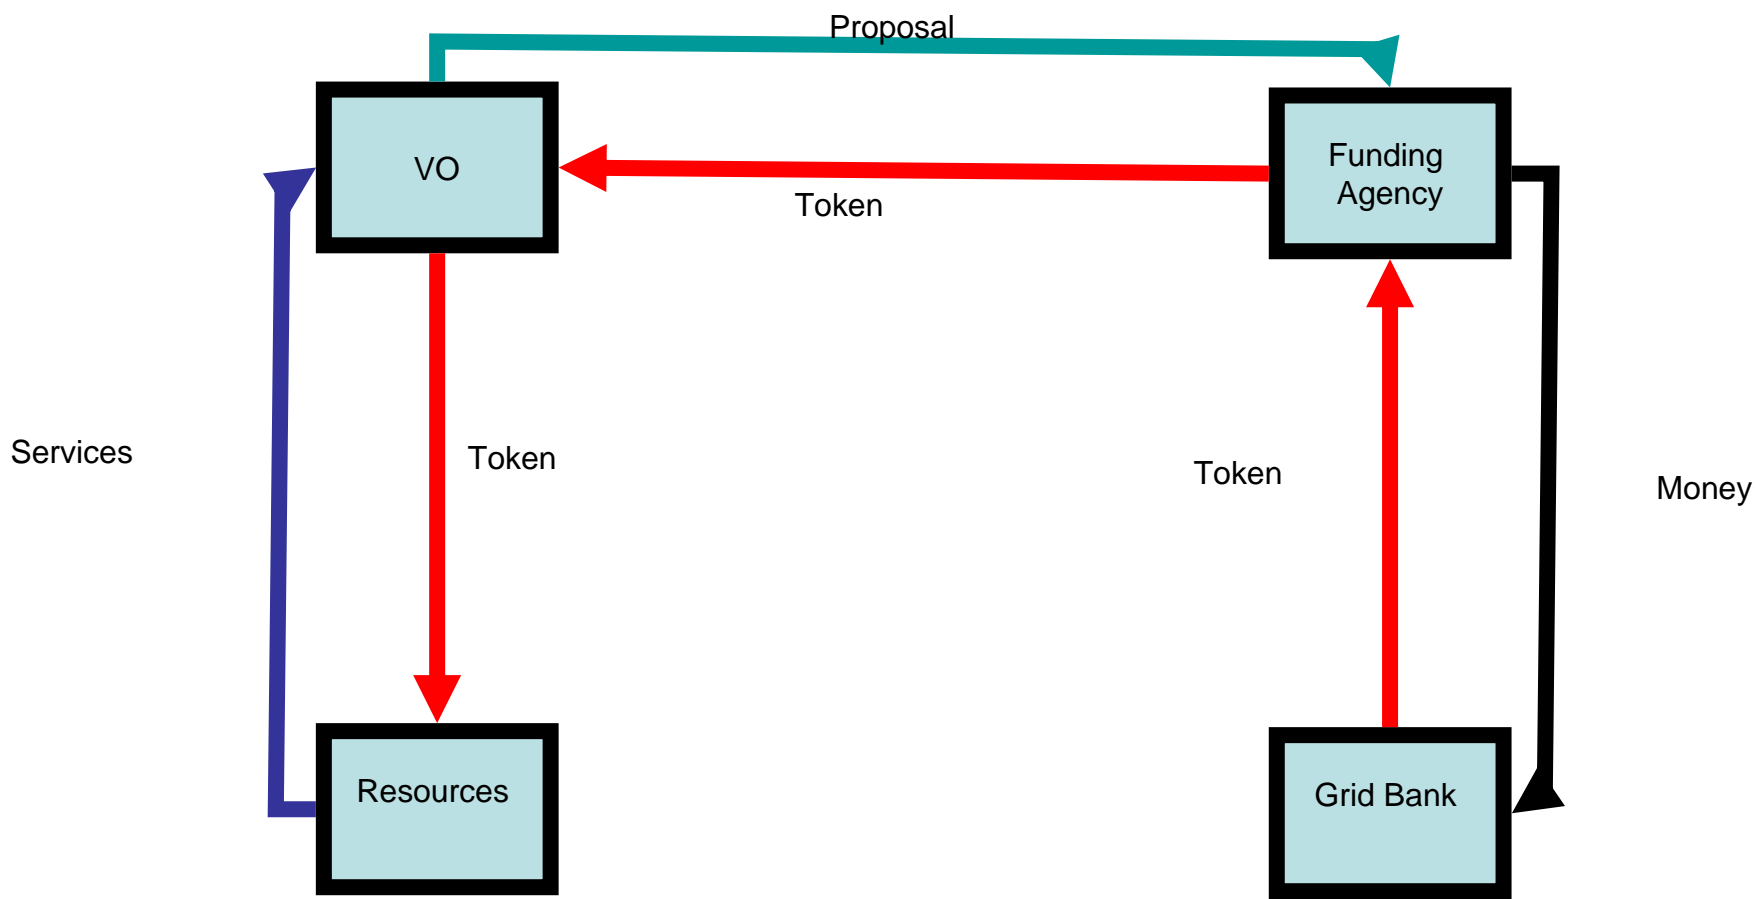 Proposal
VO
Funding
Agency
Token
Services
Token
Token
Money
Resources
Grid Bank